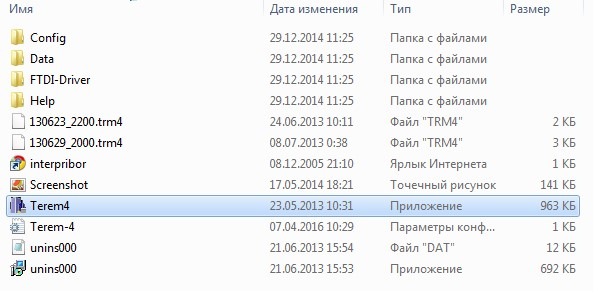 Имя Дата изменения Тип Размер
Config 29.12.2014 11:25 Папка с файлами
Data 29.12.2014 11:25 Папка с файлами
FTDI-Driver 29.12.2014 11:25 Папка с файлами
Help 29.12.2014 11:25 Папка с файлами
130623_2200.trm4 24.06.2013 10:11 Файл "TRM4" 2 КБ
130629_2000.trm4 08.07.2013 0:38 Файл "TRM4" 3 КБ
interpribor 08.12.2005 21:10 Ярлык Интернета 1 КБ
Screenshot 17.05.2014 18:21 Точечный рисунок 141 КБ
Terem4 23.05.2013 10:31 Приложение 963 КБ
Terem-4 07.04.2016 10:29 Параметры конф... 1 КБ
unins000 21.06.2013 15:54 Файл "DAT" 12 КБ
unins000 21.06.2013 15:53 Приложение 692 КБ